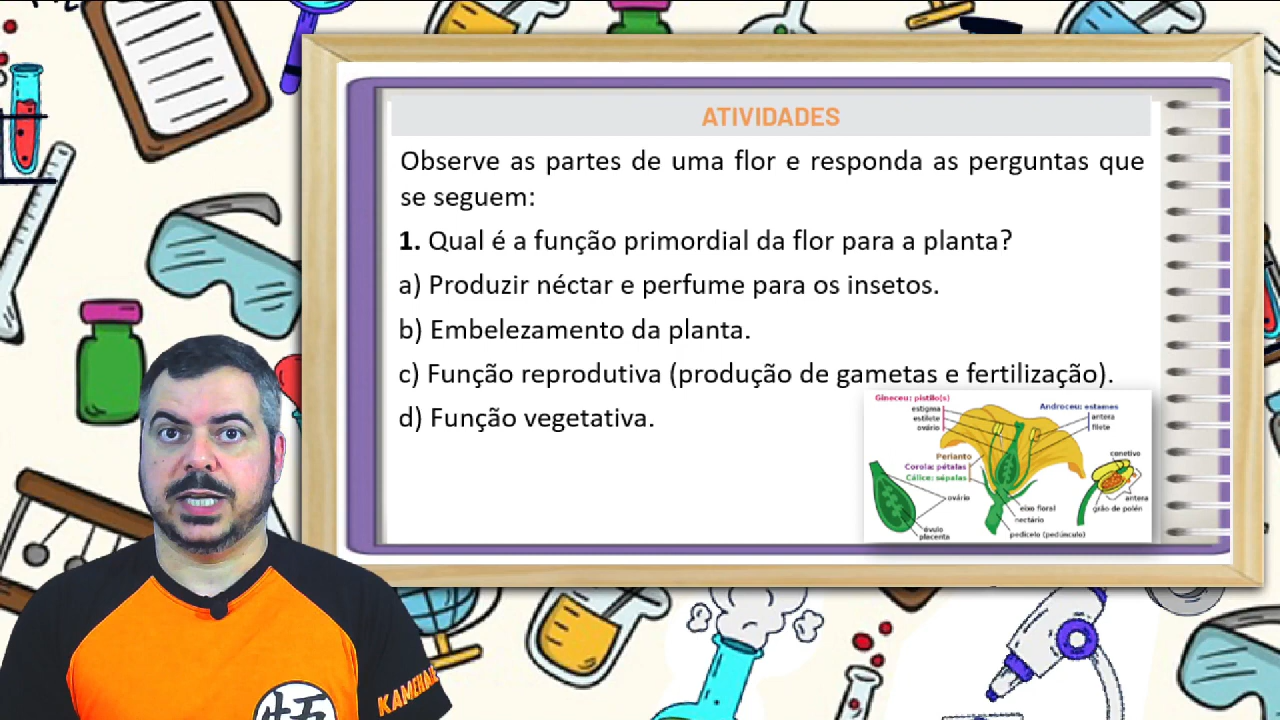 ATIVIDADES
Observe as partes de uma flor e responda as perguntas que
se seguem:
1. Qual é a função primordial da flor para a planta?
a) Produzir néctar e perfume para os insetos.
b) Embelezamento da planta.
c) Função reprodutiva (produção de gametas e fertilização).
d) Função vegetativa.
Gineceu: pistilo(s)
estigma
estilete
ovário
Androceu: estames
antera
filete
Perianto
Corola: pétalas
Cálice: sépalas
conetivo
antera
grão de polén
ovário
óvulo
placenta
eixo floral
nectário
pedicelo (pedúnculo)